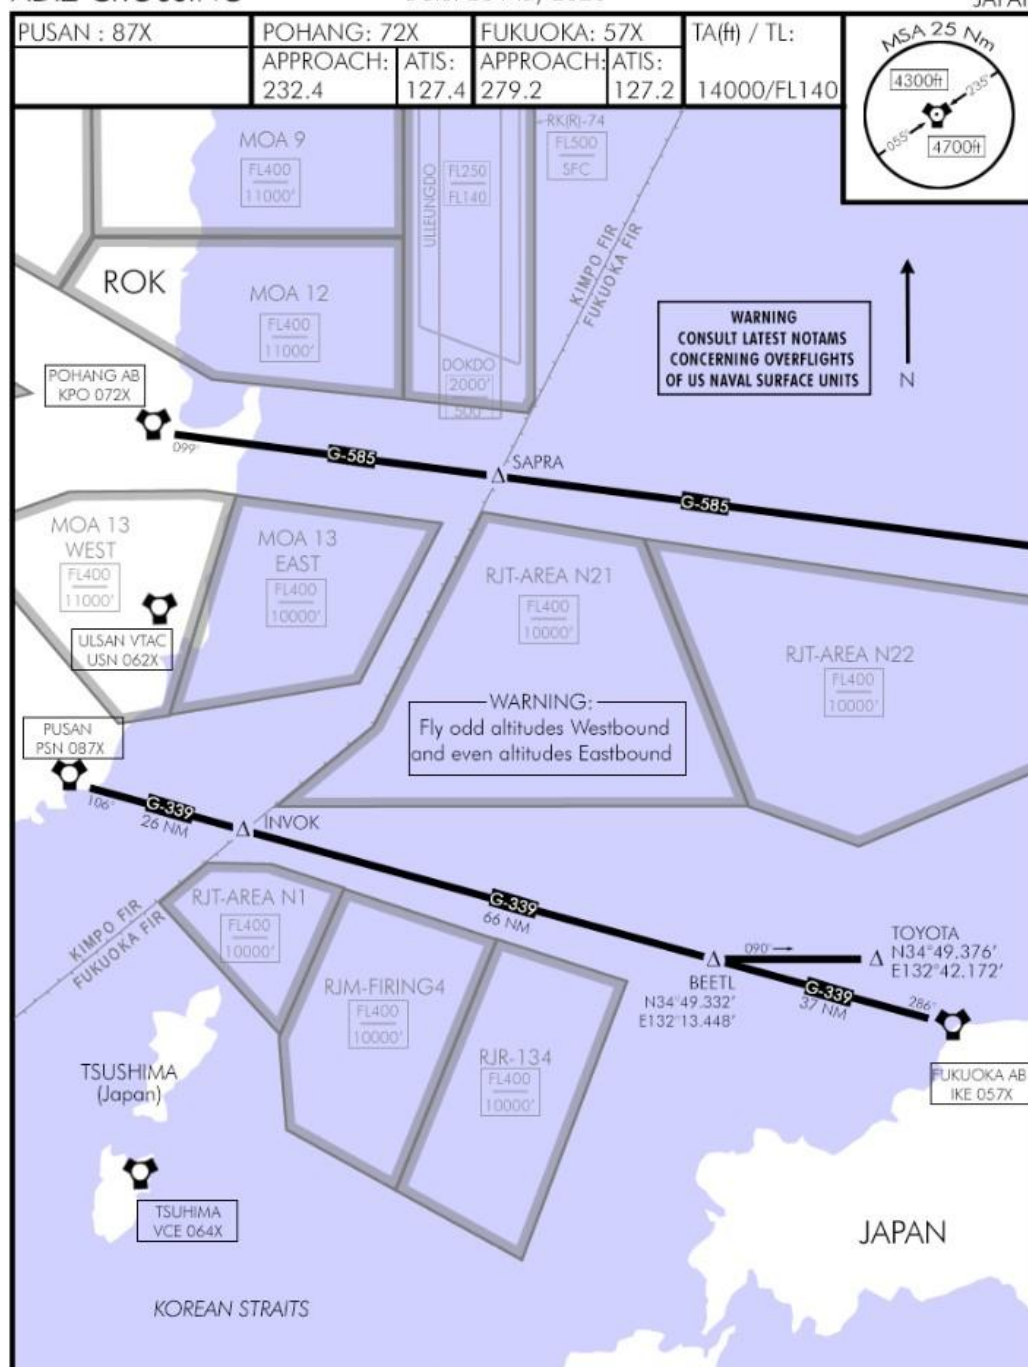 PUSAN : 87X
POHANG: 72X
FUKUOKA: 57X
TA(ft) / TL:
APPROACH:
ATIS:
APPROACH:
ATIS:
232.4
127.4
279.2
127.2
14000/FL140
MSA 25 Nm
4300ft
235°
055°
4700ft
MOA 9
FL400
11000'
ULLEUNGDO
FL250
FL140
RK(R)-74
FL500
SFC
KIMPO FIR
FUKUOKA FIR
ROK
MOA 12
FL400
11000'
DOKDO
2000'
500'
WARNING
CONSULT LATEST NOTAMS
CONCERNING OVERFLIGHTS
OF US NAVAL SURFACE UNITS
N
POHANG AB
KPO 072X
099°
G-585
SAPRA
G-585
MOA 13
WEST
FL400
11000'
MOA 13
EAST
FL400
10000'
RJT-AREA N21
FL400
10000'
RJT-AREA N22
FL400
10000'
ULSAN VTAC
USN 062X
WARNING:
Fly odd altitudes Westbound
and even altitudes Eastbound
PUSAN
PSN 087X
106°
G-339
26 NM
INVOK
G-339
66 NM
KIMPO FIR
FUKUOKA FIR
RJT-AREA N1
FL400
10000'
RJM-FIRING4
FL400
10000'
RJR-134
FL400
10000'
090°
TOYOTA
N34°49.376'
E132°42.172'
BEETL
N34°49.332'
E132°13.448'
G-339
37 NM
286°
FUKUOKA AB
IKE 057X
TSUSHIMA
(Japan)
TSUHIMA
VCE 064X
JAPAN
KOREAN STRAITS